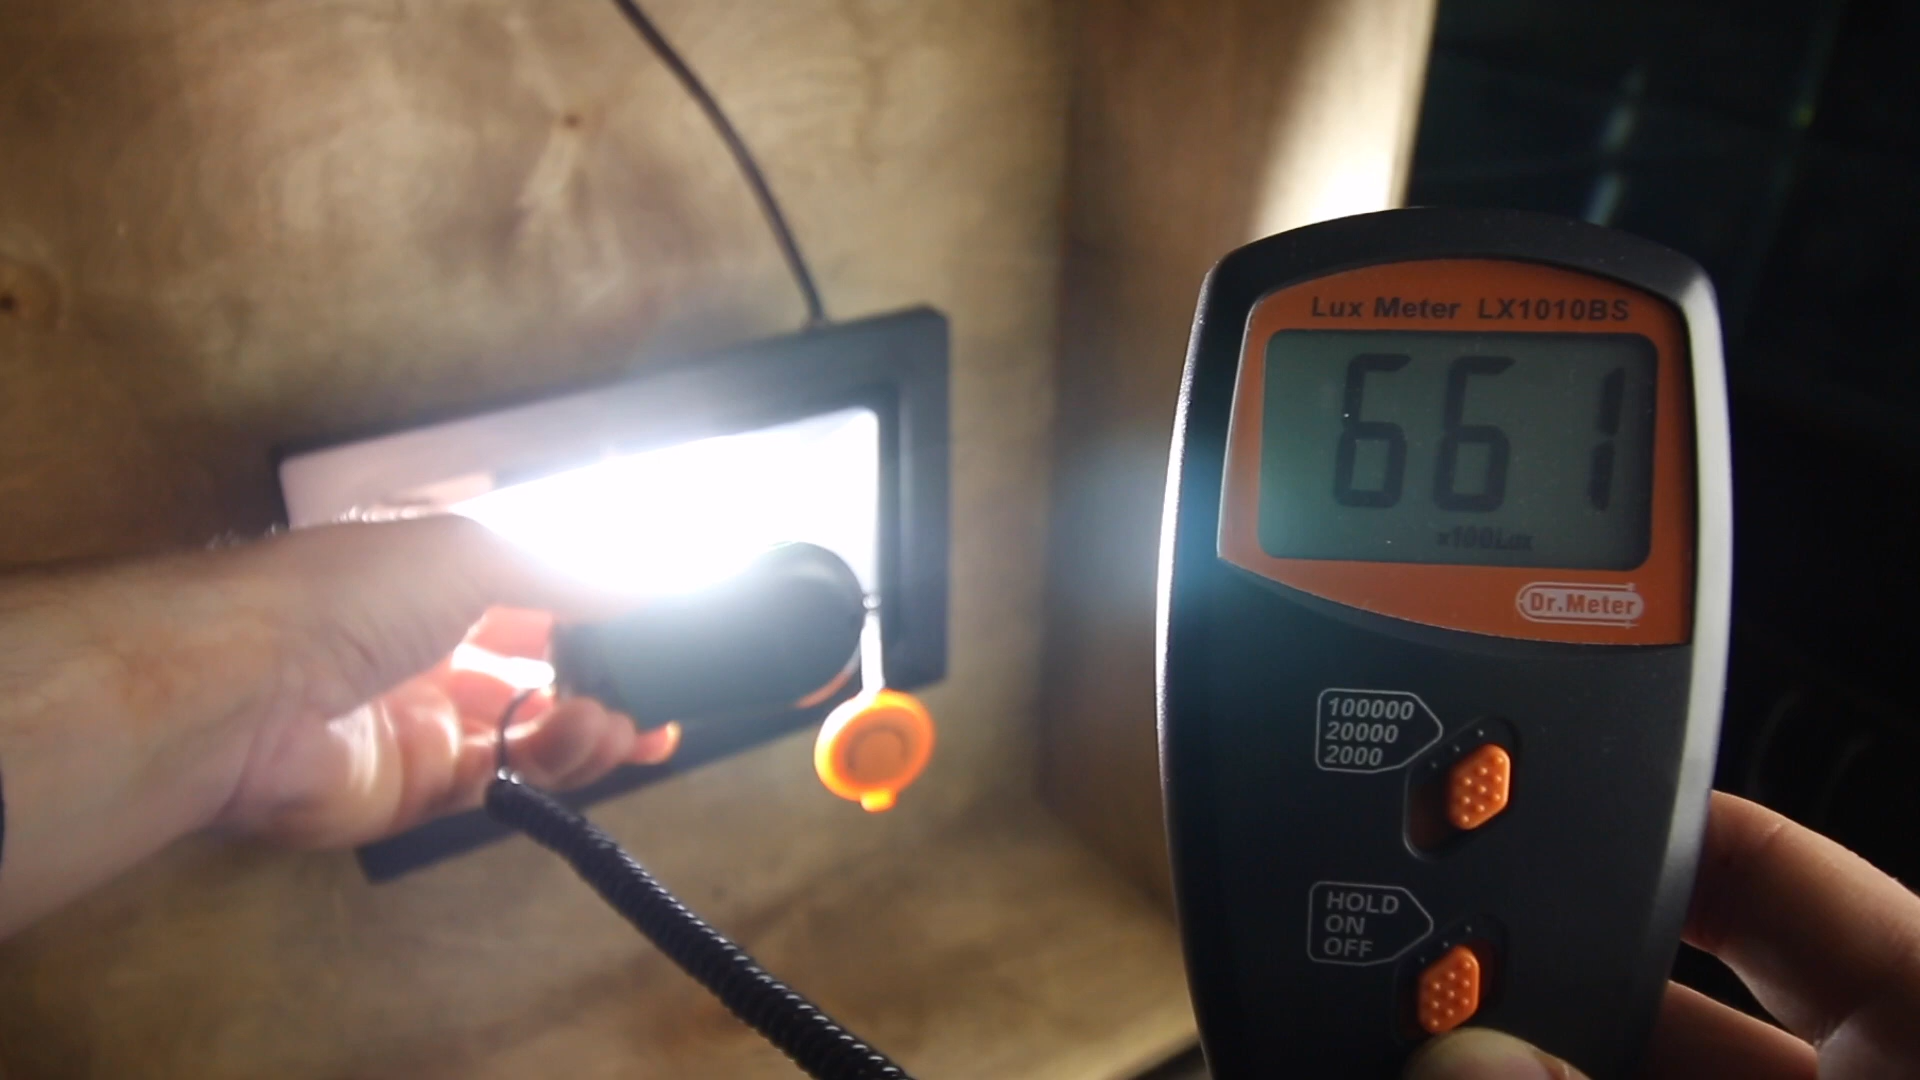 Lux Meter LX1010BS
661
x100Lux
Dr.Meter
100000
20000
2000
HOLD
ON
OFF